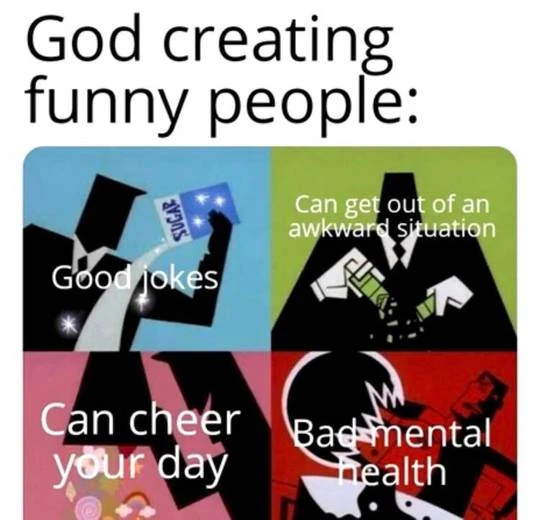 God creating
funny people:
SUGAR
Good jokes
Can get out of an
awkward situation
Can cheer
your day
Bad mental
health